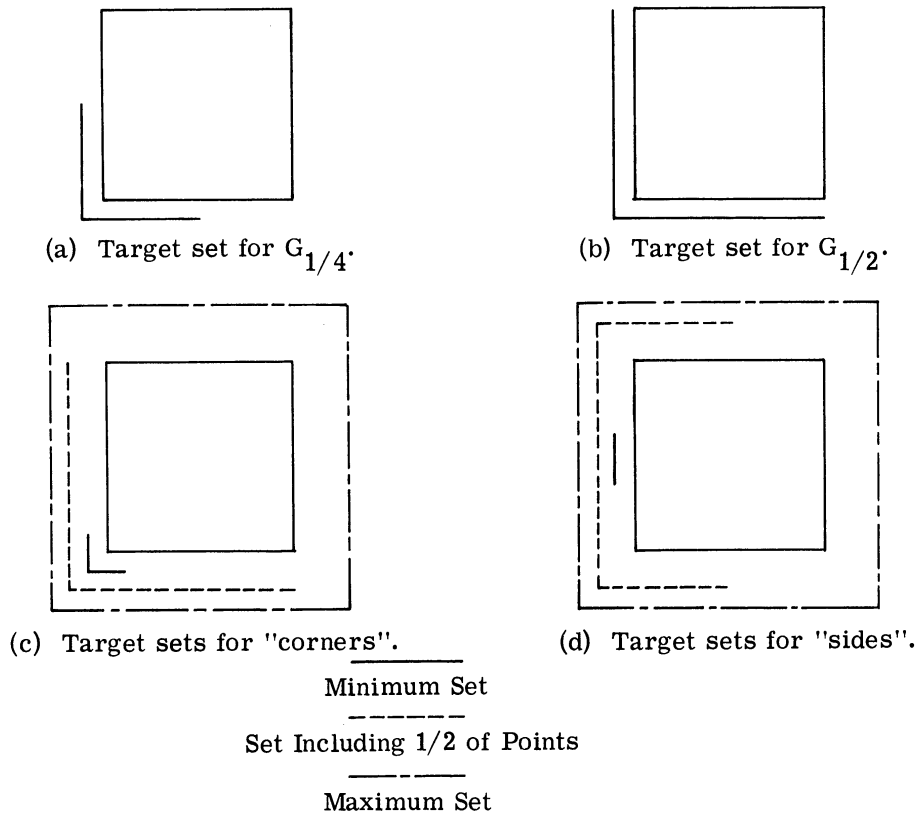 (a) Target set for G1/4.
(b) Target set for G1/2.
(c) Target sets for "corners".
(d) Target sets for "sides".
Minimum Set
Set Including 1/2 of Points
Maximum Set